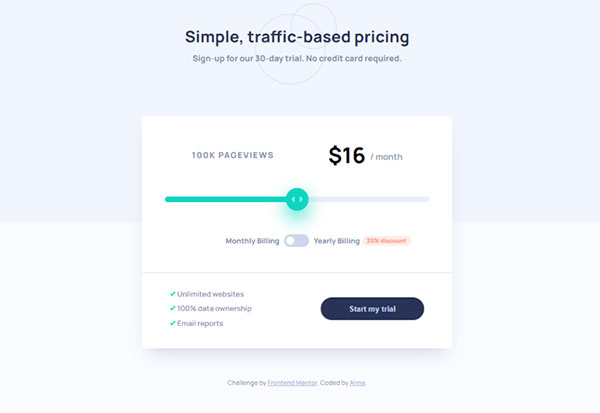 Simple, traffic-based pricing
Sign-up for our 30-day trial. No credit card required.
100K PAGEVIEWS
$16 / month
Monthly Billing Yearly Billing 25% discount
Unlimited websites
100% data ownership
Email reports
Start my trial
Challenge by Frontend Mentor. Coded by Anna.